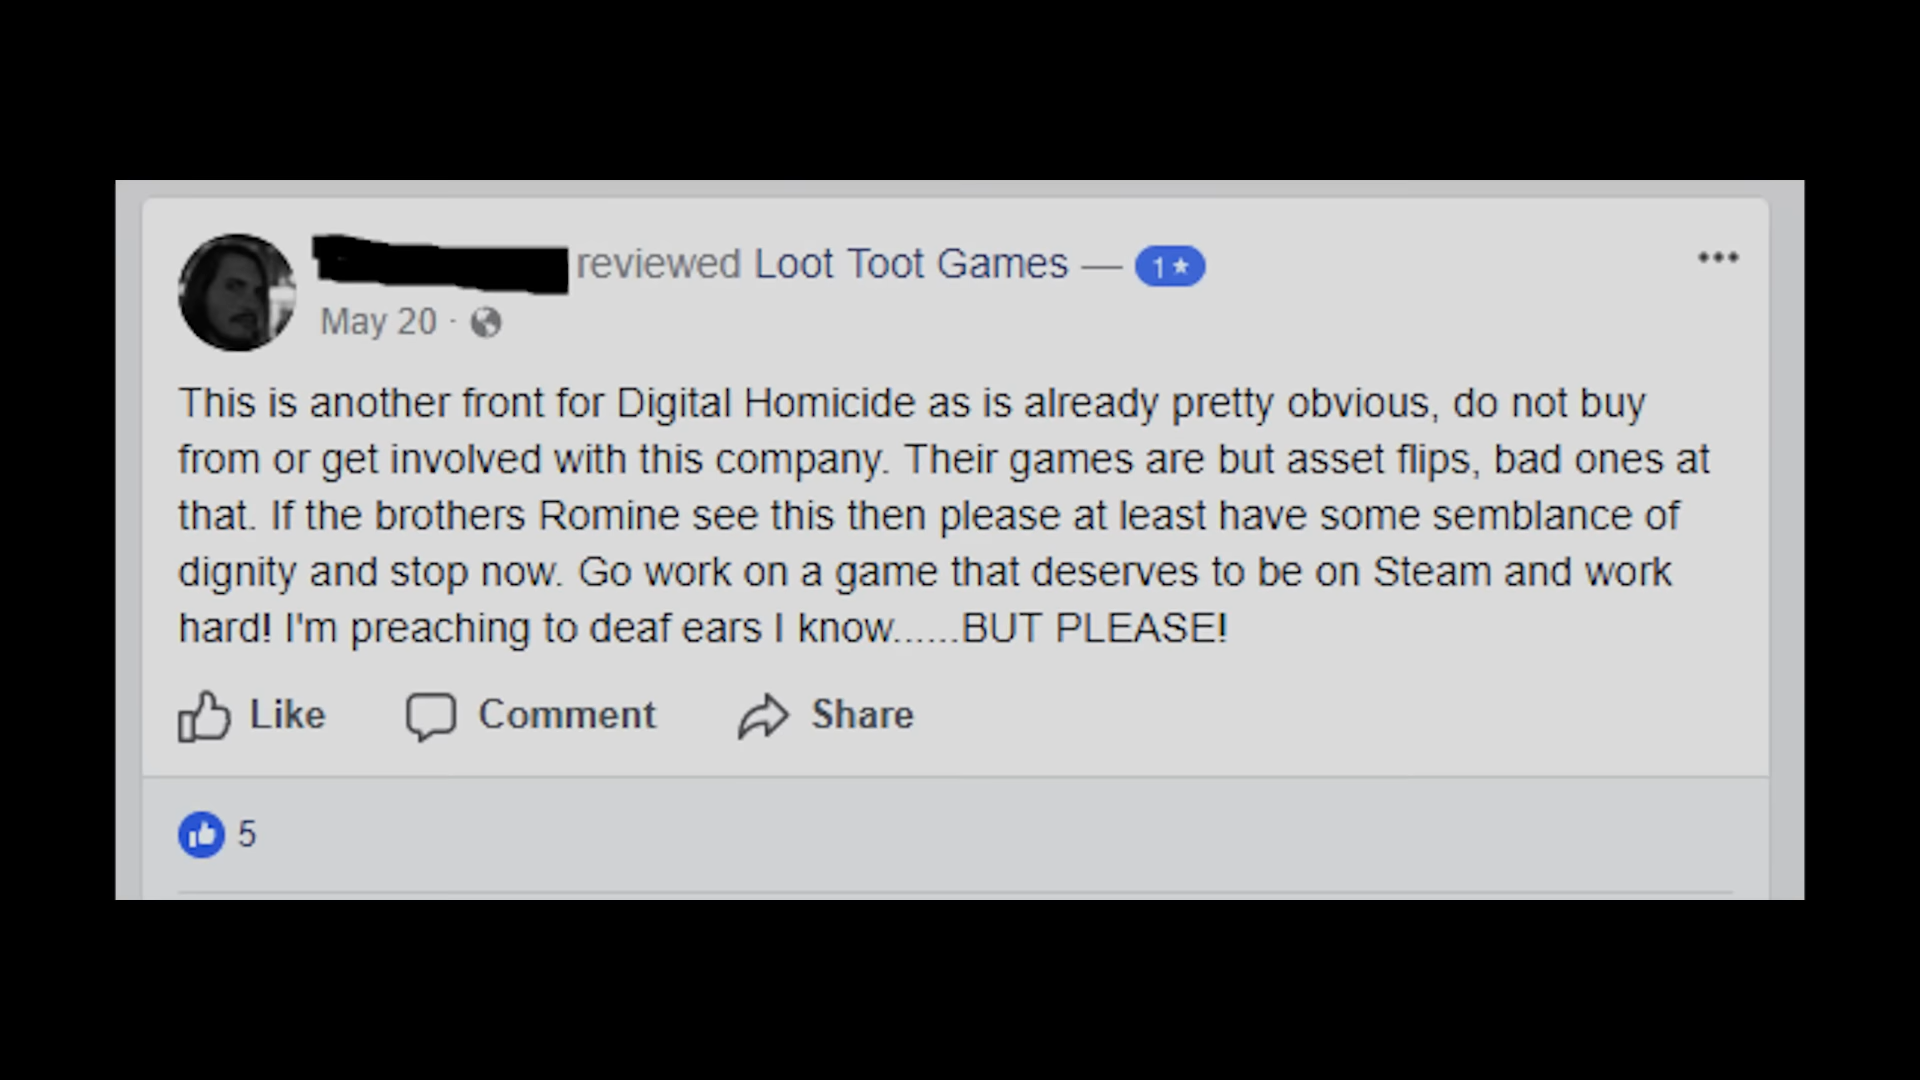 reviewed Loot Toot Games — 1★
May 20 ·
This is another front for Digital Homicide as is already pretty obvious, do not buy
from or get involved with this company. Their games are but asset flips, bad ones at
that. If the brothers Romine see this then please at least have some semblance of
dignity and stop now. Go work on a game that deserves to be on Steam and work
hard! I'm preaching to deaf ears I know......BUT PLEASE!
Like Comment Share
5